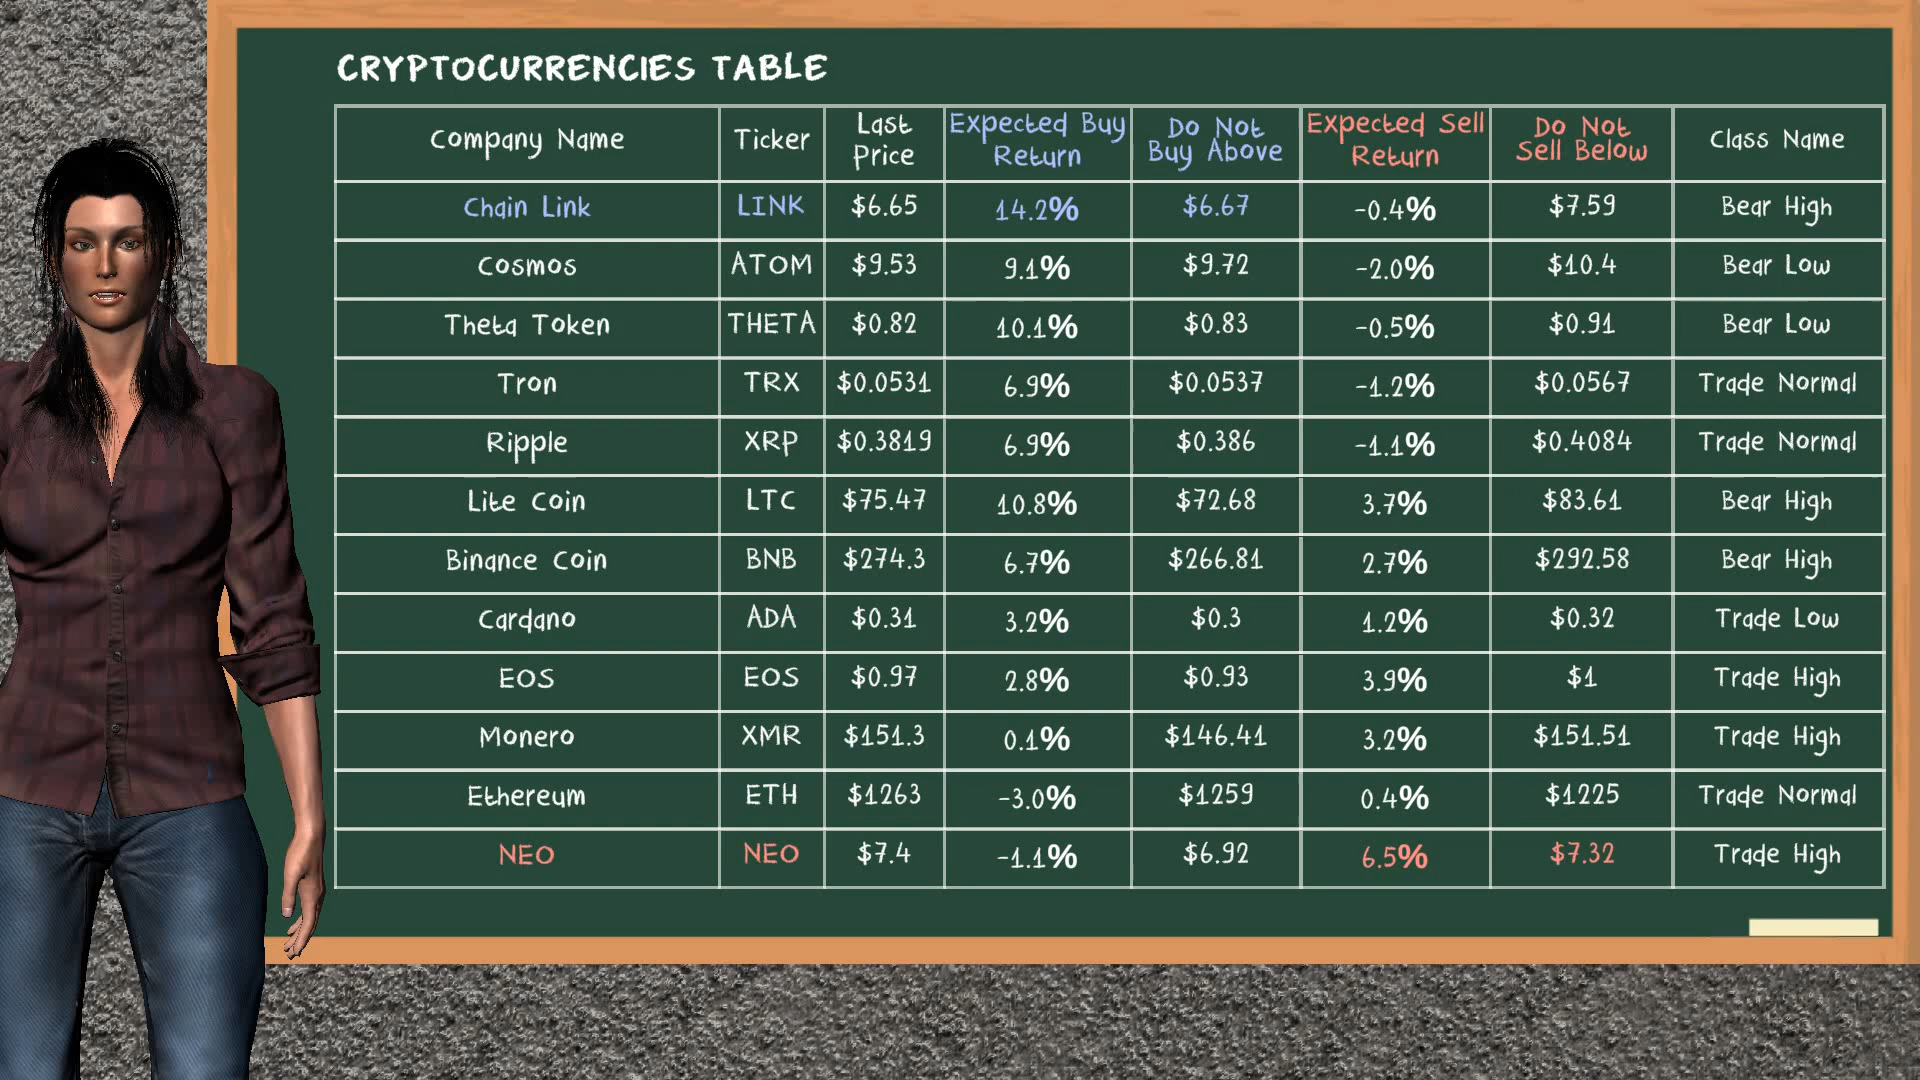 CRYPTOCURRENCIES TABLE
Company Name Ticker Last Price Expected Buy Return Do Not Buy Above Expected Sell Return Do Not Sell Below Class Name
Chain Link LINK $6.65 14.2% $6.67 -0.4% $7.59 Bear High
Cosmos ATOM $9.53 9.1% $9.72 -2.0% $10.4 Bear Low
Theta Token THETA $0.82 10.1% $0.83 -0.5% $0.91 Bear Low
Tron TRX $0.0531 6.9% $0.0537 -1.2% $0.0567 Trade Normal
Ripple XRP $0.3819 6.9% $0.386 -1.1% $0.4084 Trade Normal
Lite Coin LTC $75.47 10.8% $72.68 3.7% $83.61 Bear High
Binance Coin BNB $274.3 6.7% $266.81 2.7% $292.58 Bear High
Cardano ADA $0.31 3.2% $0.3 1.2% $0.32 Trade Low
EOS EOS $0.97 2.8% $0.93 3.9% $1 Trade High
Monero XMR $151.3 0.1% $146.41 3.2% $151.51 Trade High
Ethereum ETH $1263 -3.0% $1259 0.4% $1225 Trade Normal
NEO NEO $7.4 -1.1% $6.92 6.5% $7.32 Trade High